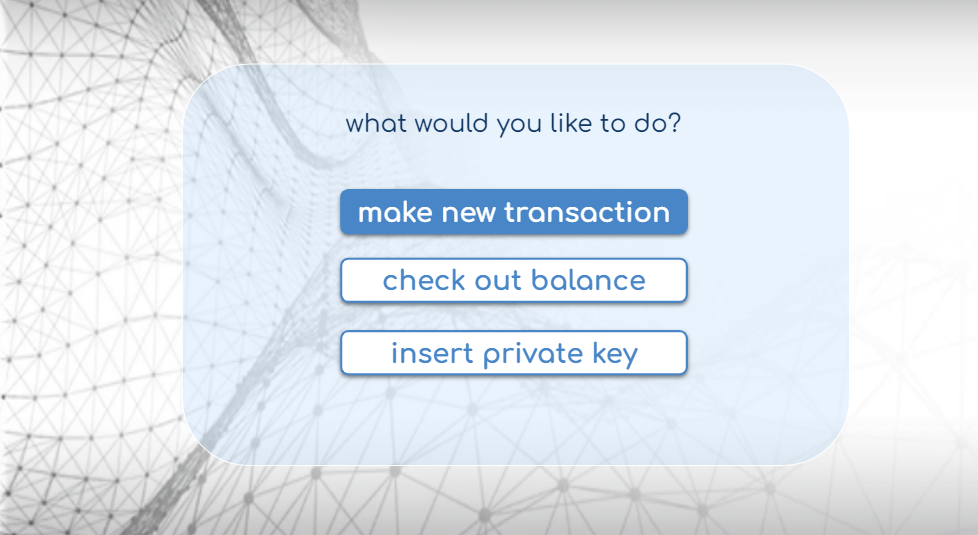 what would you like to do?
make new transaction
check out balance
insert private key